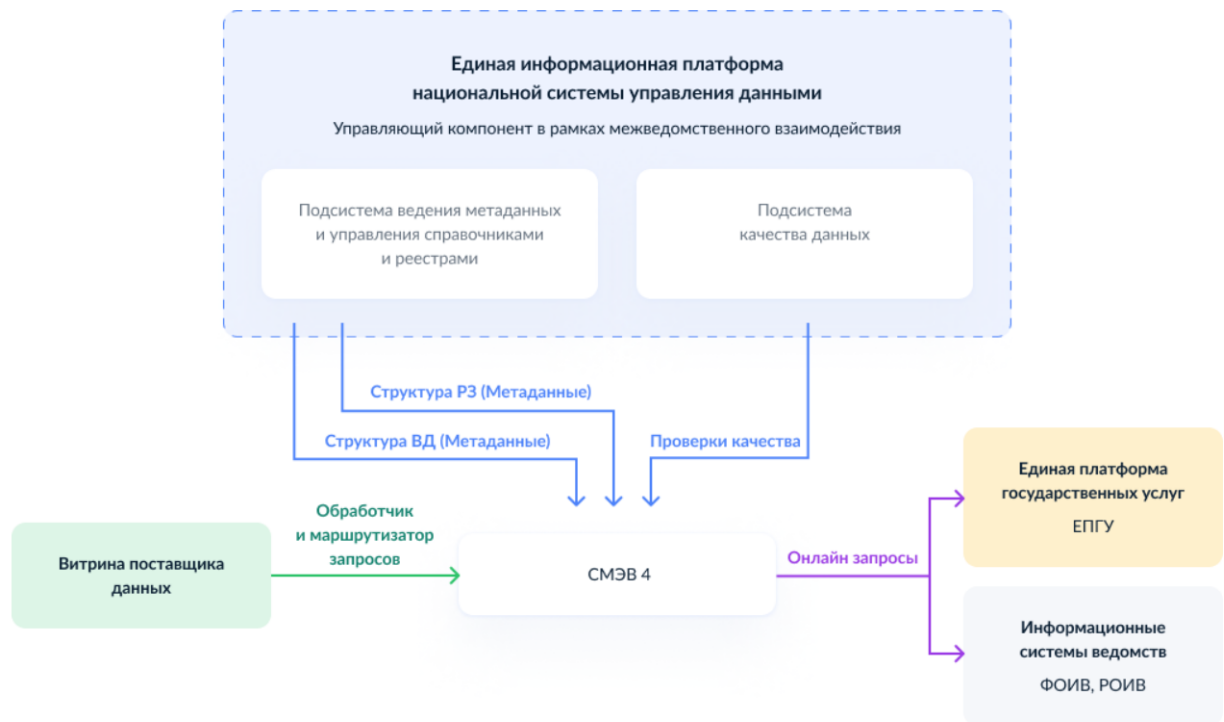 Единая информационная платформа
национальной системы управления данными
Управляющий компонент в рамках межведомственного взаимодействия
Подсистема ведения метаданных
и управления справочниками
и реестрами
Подсистема
качества данных
Структура РЗ (Метаданные)
Структура ВД (Метаданные)
Проверки качества
Единая платформа
государственных услуг
ЕПГУ
Обработчик
и маршрутизатор
запросов
Витрина поставщика
данных
СМЭВ 4
Онлайн запросы
Информационные
системы ведомств
ФОИВ, РОИВ